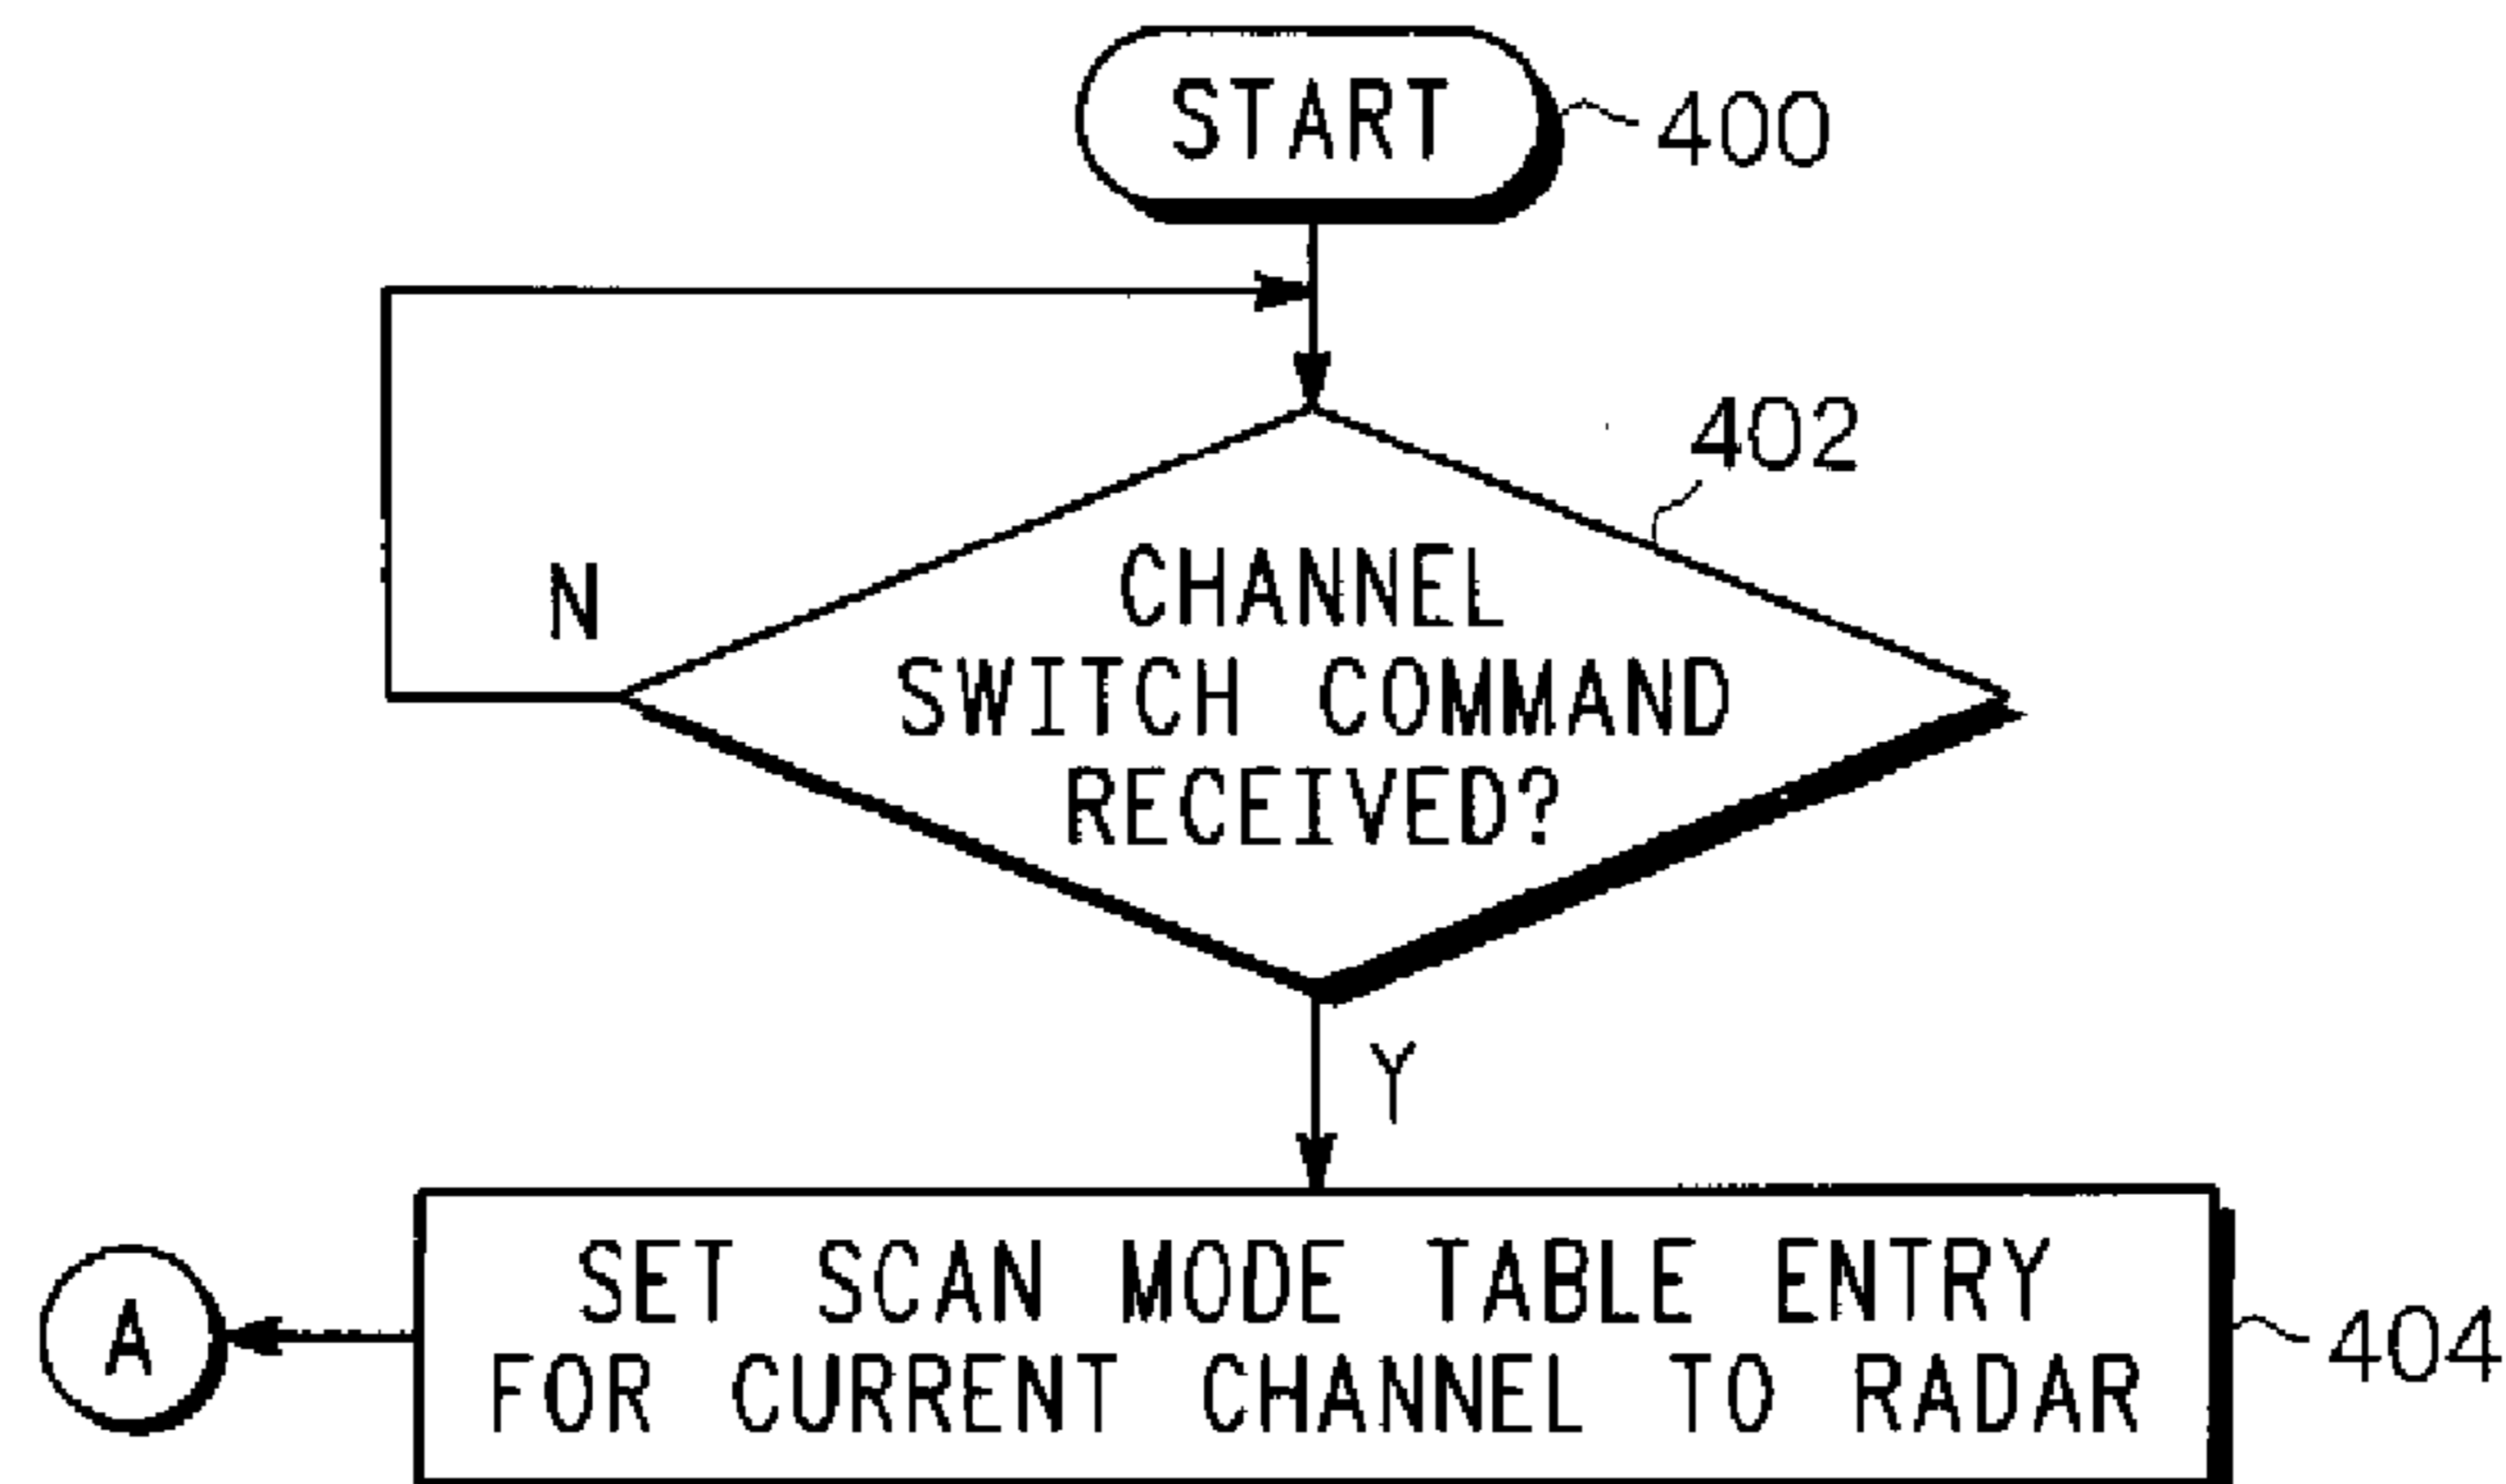 START
400
402
CHANNEL
SWITCH COMMAND
RECEIVED?
N
Y
SET SCAN MODE TABLE ENTRY
FOR CURRENT CHANNEL TO RADAR
404
A